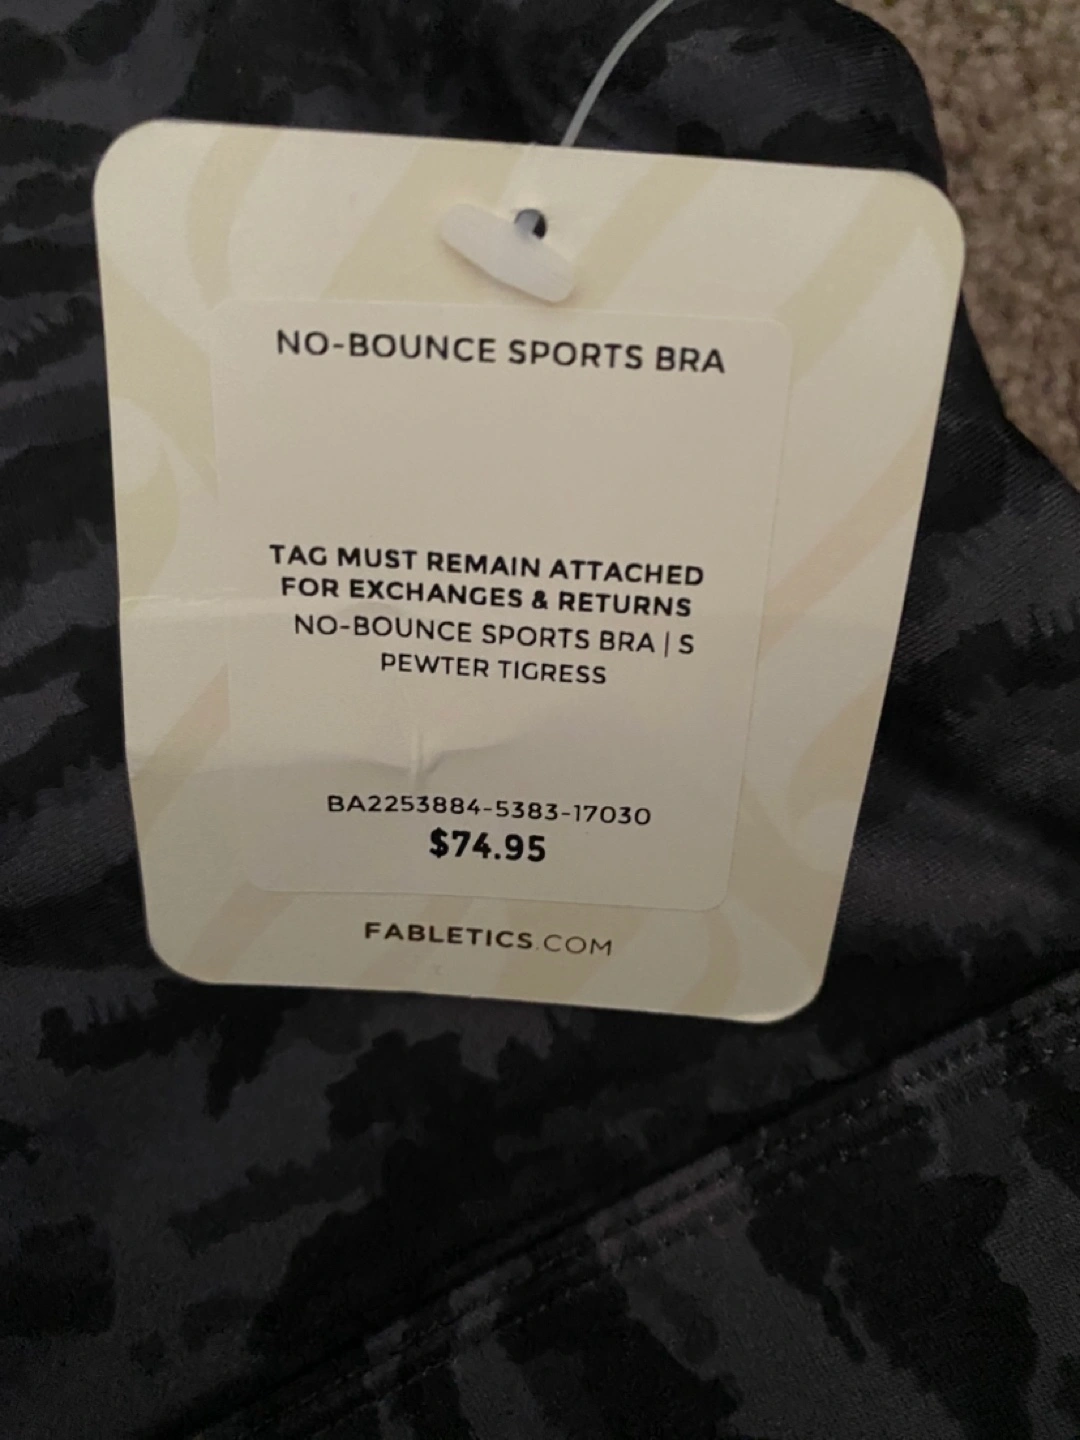 NO-BOUNCE SPORTS BRA
TAG MUST REMAIN ATTACHED
FOR EXCHANGES & RETURNS
NO-BOUNCE SPORTS BRA | S
PEWTER TIGRESS
BA2253884-5383-17030
$74.95
FABLETICS.COM